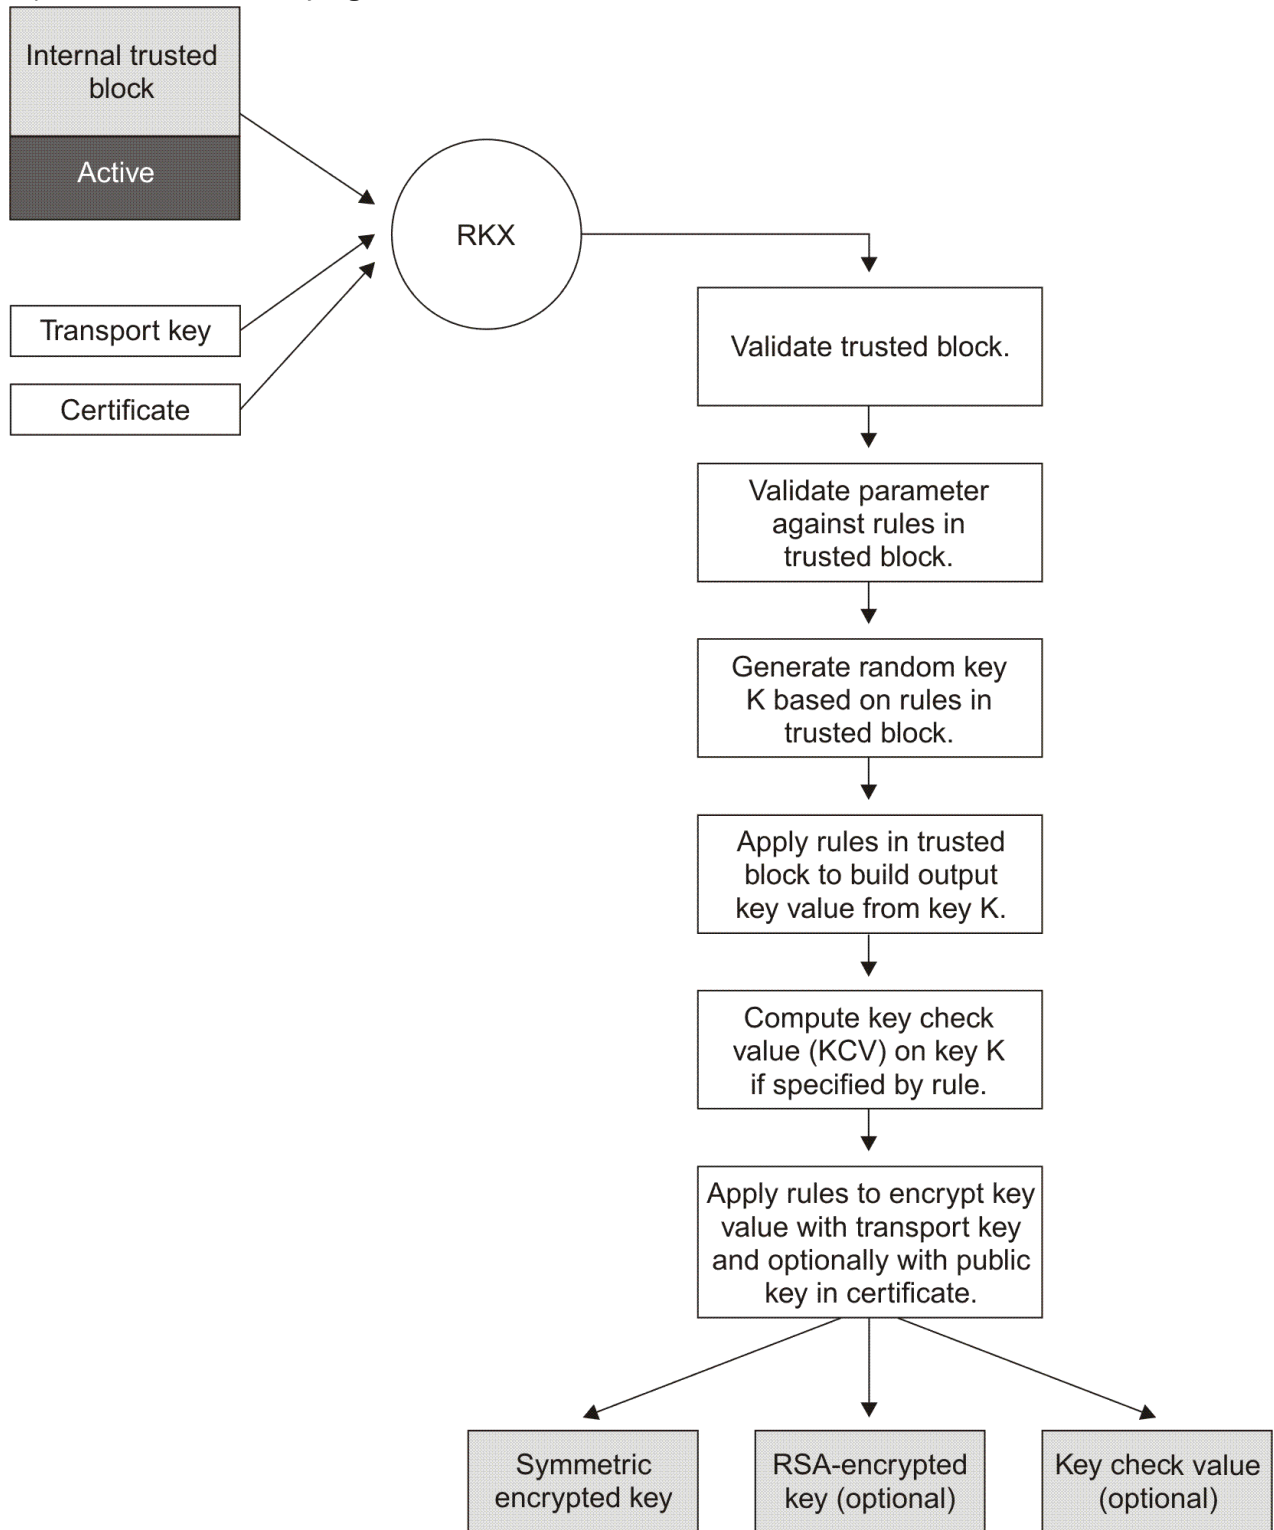 Internal trusted
block
Active
RKX
Transport key
Certificate
Validate trusted block.
Validate parameter
against rules in
trusted block.
Generate random key
K based on rules in
trusted block.
Apply rules in trusted
block to build output
key value from key K.
Compute key check
value (KCV) on key K
if specified by rule.
Apply rules to encrypt key
value with transport key
and optionally with public
key in certificate.
Symmetric
encrypted key
RSA-encrypted
key (optional)
Key check value
(optional)